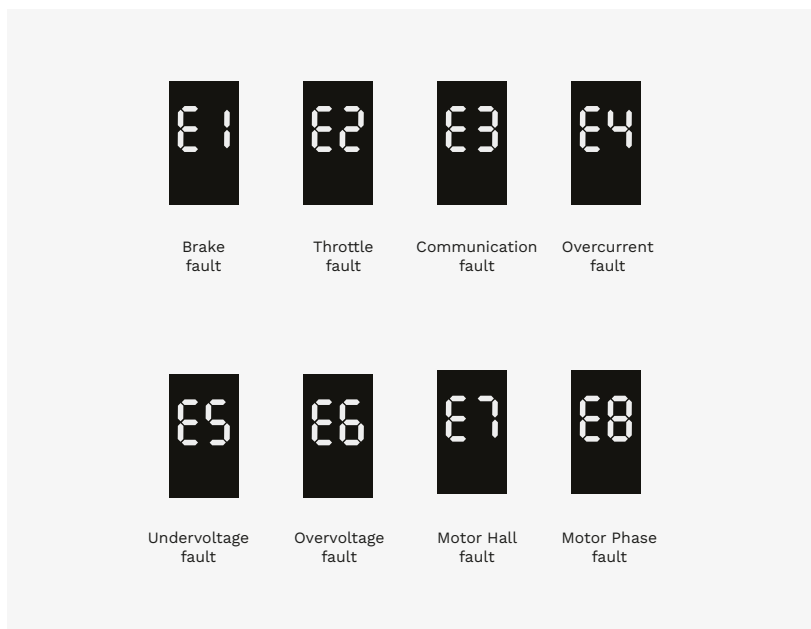 E1
E2
E3
E4
Brake
fault
Throttle
fault
Communication
fault
Overcurrent
fault
E5
E6
E7
E8
Undervoltage
fault
Overvoltage
fault
Motor Hall
fault
Motor Phase
fault